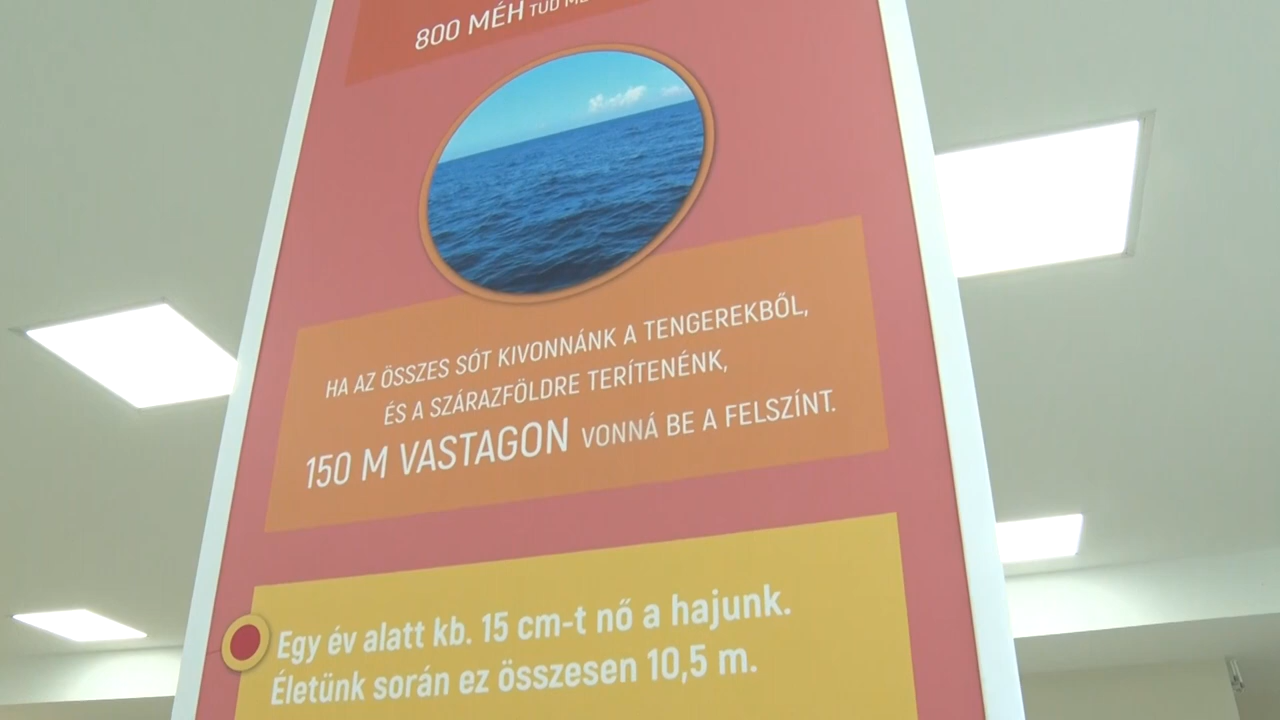 800 MÉH TUD
HA AZ ÖSSZES SÓT KIVONNÁNK A TENGEREKBŐL,
ÉS A SZÁRAZFÖLDRE TERÍTENÉNK,
150 M VASTAGON VONNÁ BE A FELSZÍNT.
Egy év alatt kb. 15 cm-t nő a hajunk.
Életünk során ez összesen 10,5 m.